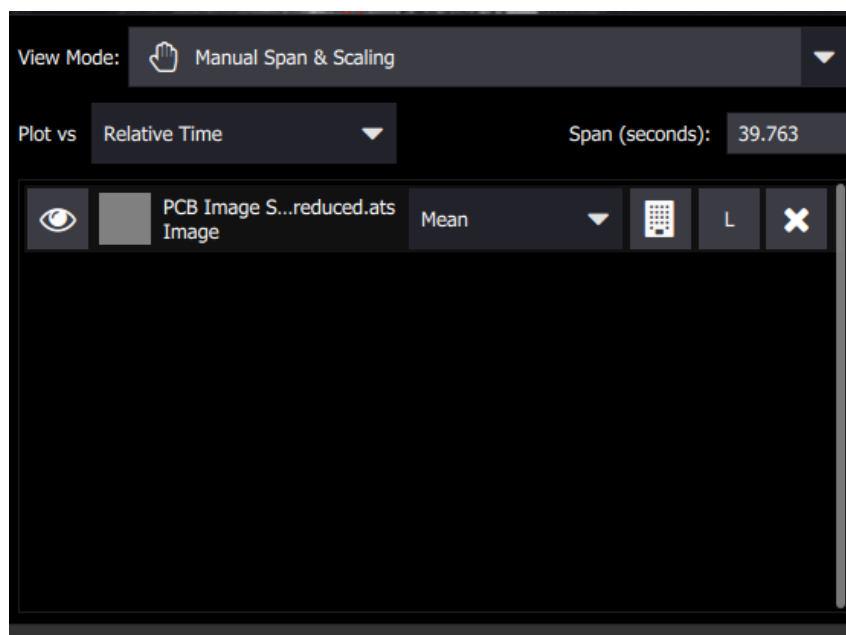 View Mode: Manual Span & Scaling
Plot vs Relative Time Span (seconds): 39.763
PCB Image S...reduced.ats
Image
Mean
L